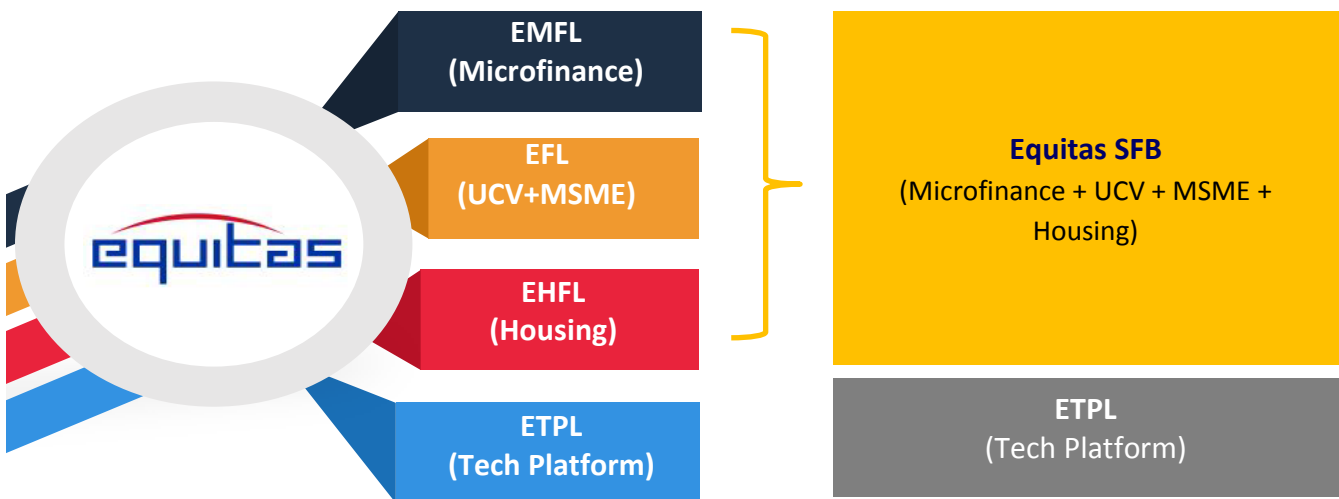 EMFL
(Microfinance)
EFL
(UCV+MSME)
equitas
EHFL
(Housing)
ETPL
(Tech Platform)
Equitas SFB
(Microfinance + UCV + MSME +
Housing)
ETPL
(Tech Platform)